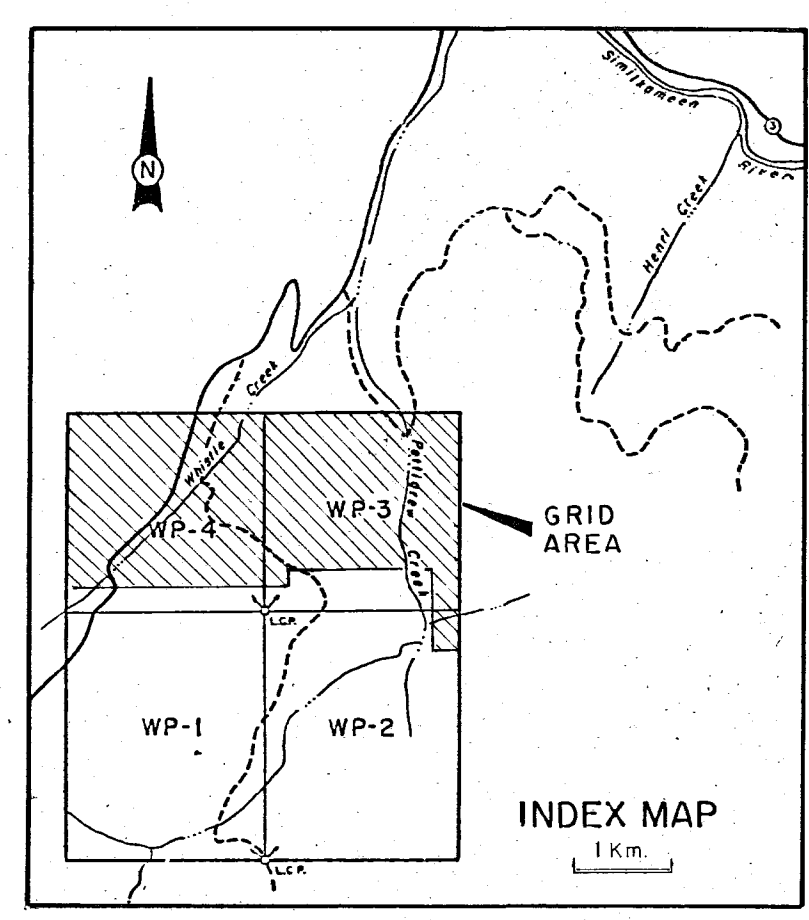 Similkameen
River
3
N
Henri Creek
Whistle Creek
Pettigrew Creek
WP-3
WP-4
GRID
AREA
L.C.P.
WP-1
WP-2
INDEX MAP
1 Km.
L.C.P.